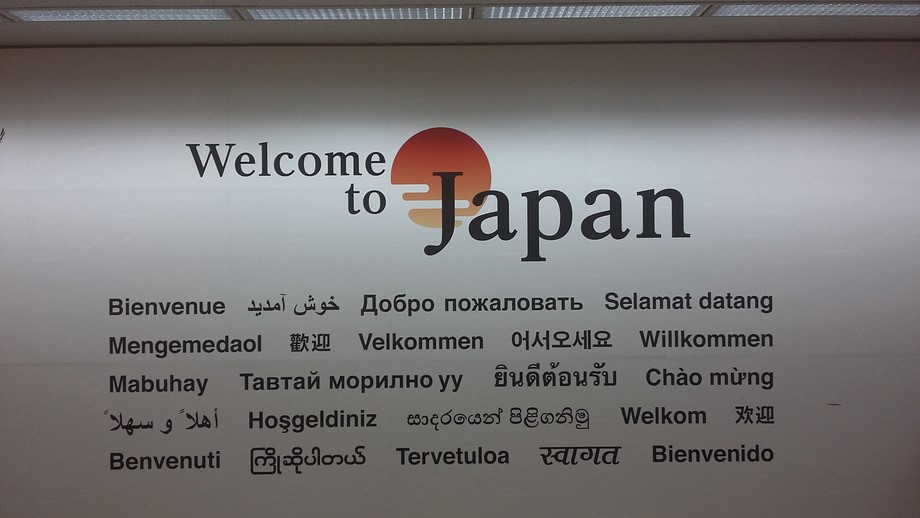 Welcome
to Japan
Bienvenue خوش آمدید Добро пожаловать Selamat datang
Mengemedaol 歡迎 Velkommen 어서오세요 Willkommen
Mabuhay Тавтай морилно уу ยินดีต้อนรับ Chào mừng
أهلاً و سهلاً Hoşgeldiniz සාදරයෙන් පිළිගනිමු Welkom 欢迎
Benvenuti ကြိုဆိုပါတယ် Tervetuloa स्वागत Bienvenido